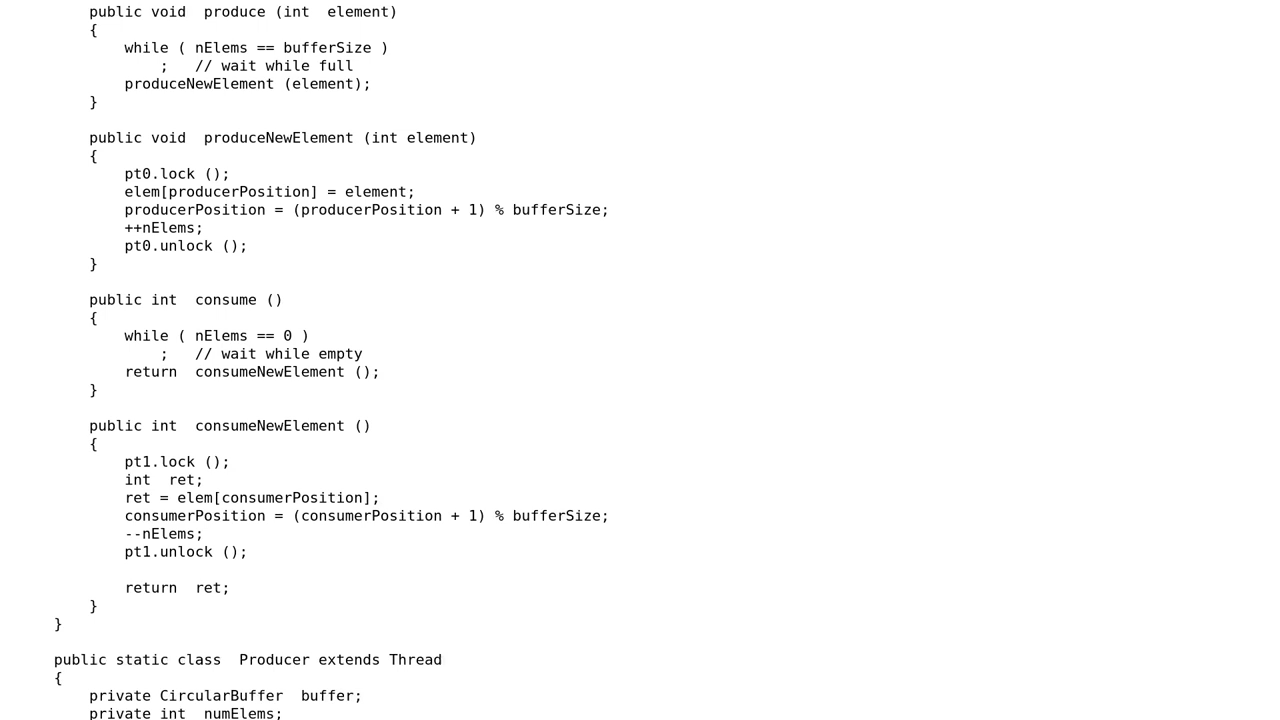 public void  produce (int  element)
{
while ( nElems == bufferSize )
;   // wait while full
produceNewElement (element);
}
public void  produceNewElement (int element)
{
pt0.lock ();
elem[producerPosition] = element;
producerPosition = (producerPosition + 1) % bufferSize;
++nElems;
pt0.unlock ();
}
public int  consume ()
{
while ( nElems == 0 )
;   // wait while empty
return  consumeNewElement ();
}
public int  consumeNewElement ()
{
pt1.lock ();
int  ret;
ret = elem[consumerPosition];
consumerPosition = (consumerPosition + 1) % bufferSize;
--nElems;
pt1.unlock ();
return  ret;
}
}
public static class  Producer extends Thread
{
private CircularBuffer  buffer;
private int  numElems;